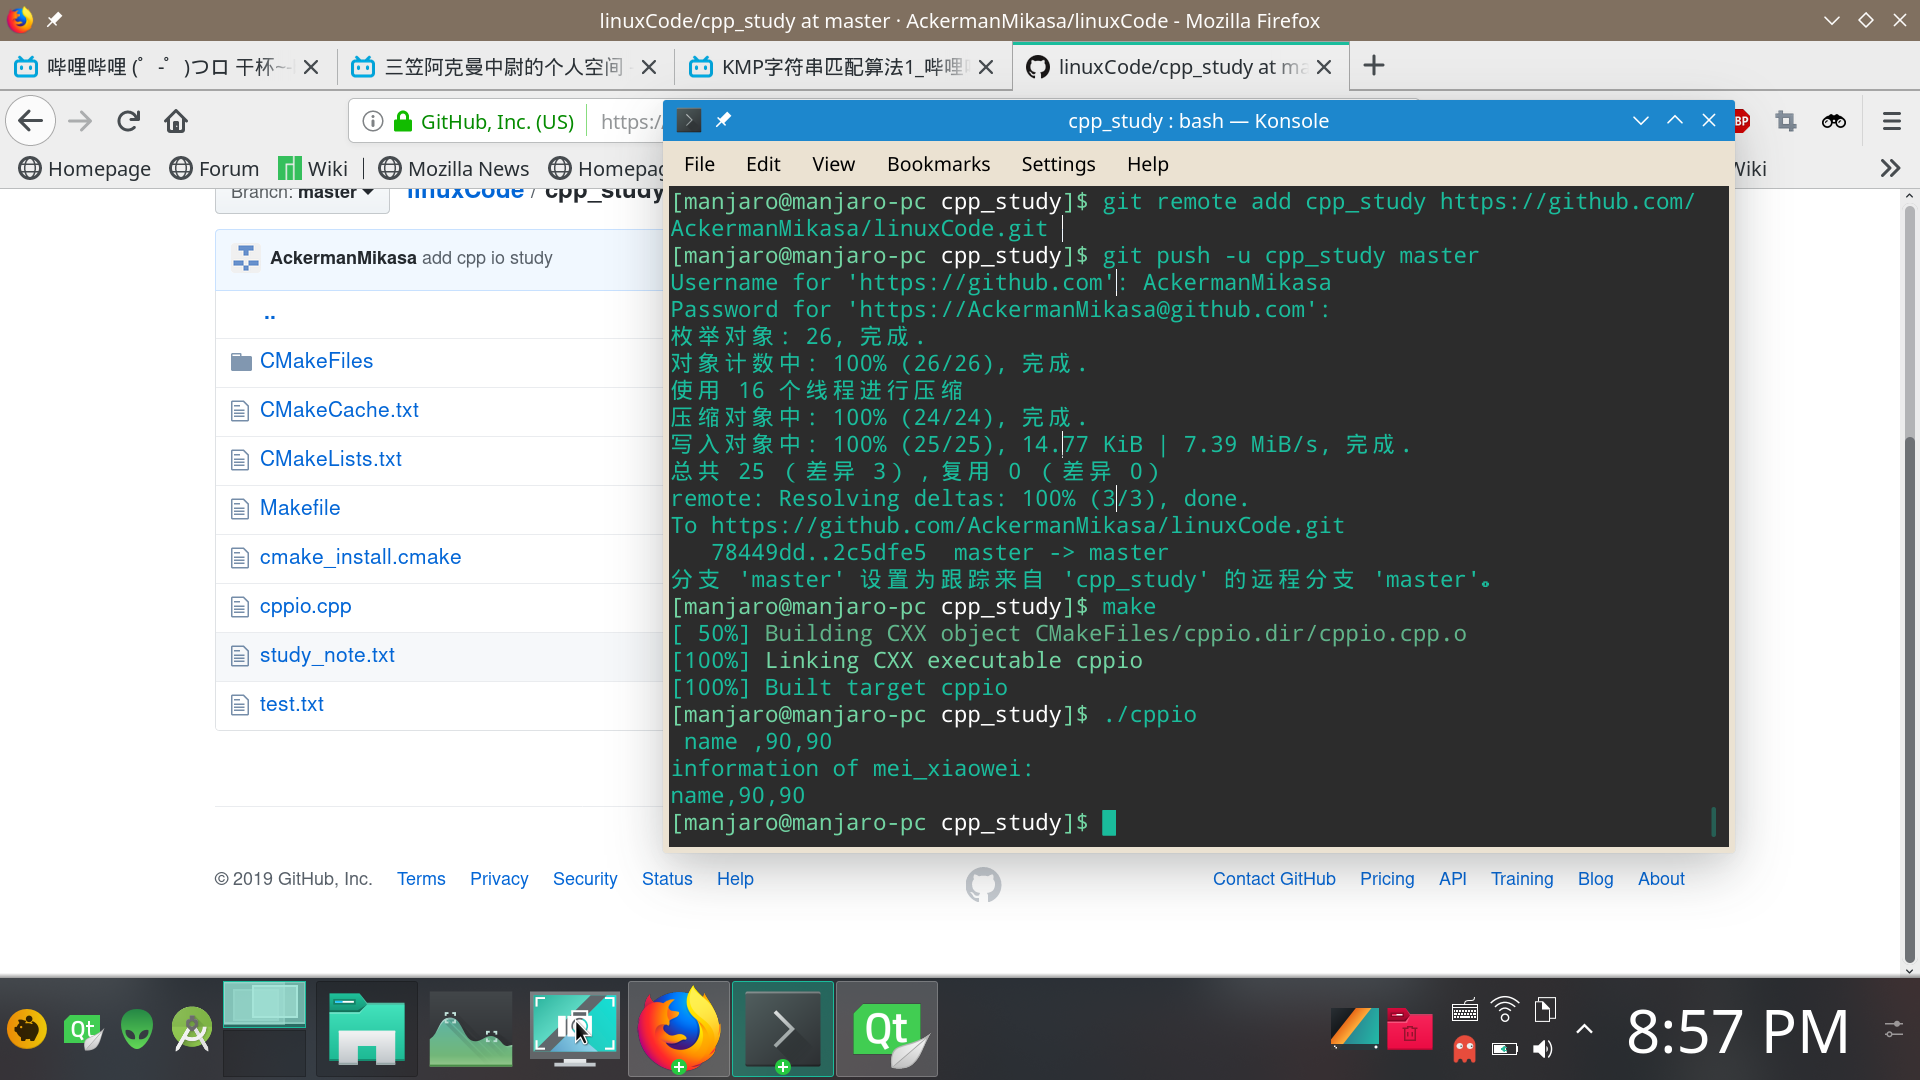 linuxCode/cpp_study at master · AckermanMikasa/linuxCode - Mozilla Firefox
哔哩哔哩 (゜-゜)つロ 干杯~-
三笠阿克曼中尉的个人空间 -
KMP字符串匹配算法1_哔哩
linuxCode/cpp_study at ma
GitHub, Inc. (US)
https:/
Homepage
Forum
Wiki
Mozilla News
Homepag
Wiki
Branch: master
linuxCode / cpp_study
AckermanMikasa add cpp io study
..
CMakeFiles
CMakeCache.txt
CMakeLists.txt
Makefile
cmake_install.cmake
cppio.cpp
study_note.txt
test.txt
cpp_study : bash — Konsole
File Edit View Bookmarks Settings Help
[manjaro@manjaro-pc cpp_study]$ git remote add cpp_study https://github.com/
AckermanMikasa/linuxCode.git
[manjaro@manjaro-pc cpp_study]$ git push -u cpp_study master
Username for 'https://github.com': AckermanMikasa
Password for 'https://AckermanMikasa@github.com':
枚举对象: 26, 完成.
对象计数中: 100% (26/26), 完成.
使用 16 个线程进行压缩
压缩对象中: 100% (24/24), 完成.
写入对象中: 100% (25/25), 14.77 KiB | 7.39 MiB/s, 完成.
总共 25 （差异 3），复用 0 （差异 0）
remote: Resolving deltas: 100% (3/3), done.
To https://github.com/AckermanMikasa/linuxCode.git
78449dd..2c5dfe5  master -> master
分支 'master' 设置为跟踪来自 'cpp_study' 的远程分支 'master'。
[manjaro@manjaro-pc cpp_study]$ make
[ 50%] Building CXX object CMakeFiles/cppio.dir/cppio.cpp.o
[100%] Linking CXX executable cppio
[100%] Built target cppio
[manjaro@manjaro-pc cpp_study]$ ./cppio
name ,90,90
information of mei_xiaowei:
name,90,90
[manjaro@manjaro-pc cpp_study]$
© 2019 GitHub, Inc. Terms Privacy Security Status Help
Contact GitHub Pricing API Training Blog About
Qt
Qt
8:57 PM